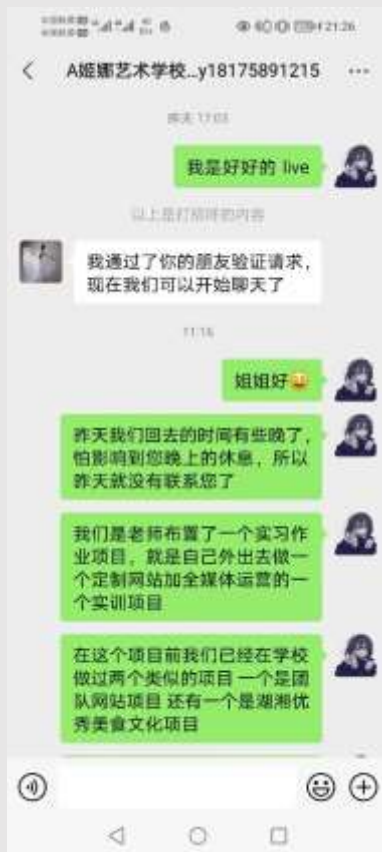 21:26
A姬娜艺术学校...y18175891215
昨天 17:03
我是好好的 live
以上是打招呼的内容
我通过了你的朋友验证请求，
现在我们可以开始聊天了
11:16
姐姐好
昨天我们回去的时间有些晚了，
怕影响到您晚上的休息，所以
昨天就没有联系您了
我们是老师布置了一个实习作
业项目，就是自己外出去做一
个定制网站加全媒体运营的一
个实训项目
在这个项目前我们已经在学校
做过两个类似的项目 一个是团
队网站项目 还有一个是湖湘优
秀美食文化项目